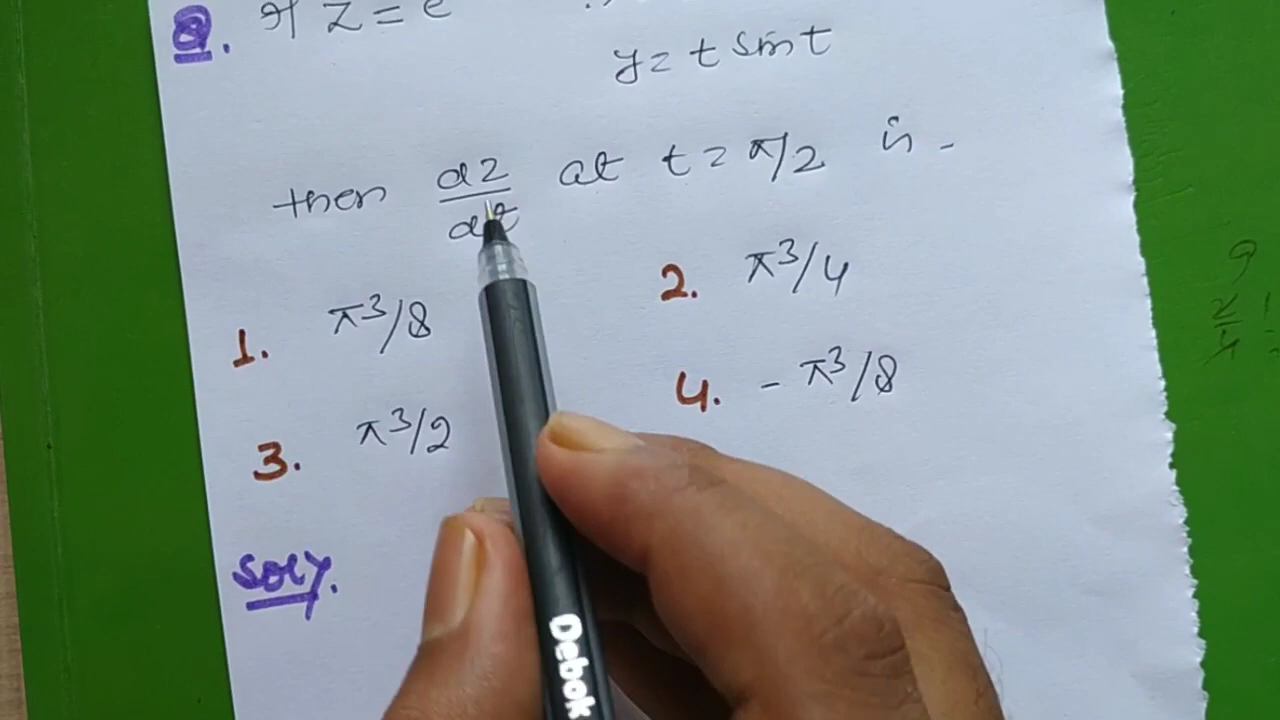 Q. If Z = e
y = t sin t
then dz/dt at t = π/2 is -
1. π³/8 2. π³/4
3. π³/2 4. - π³/8
Solⁿ.
Debok